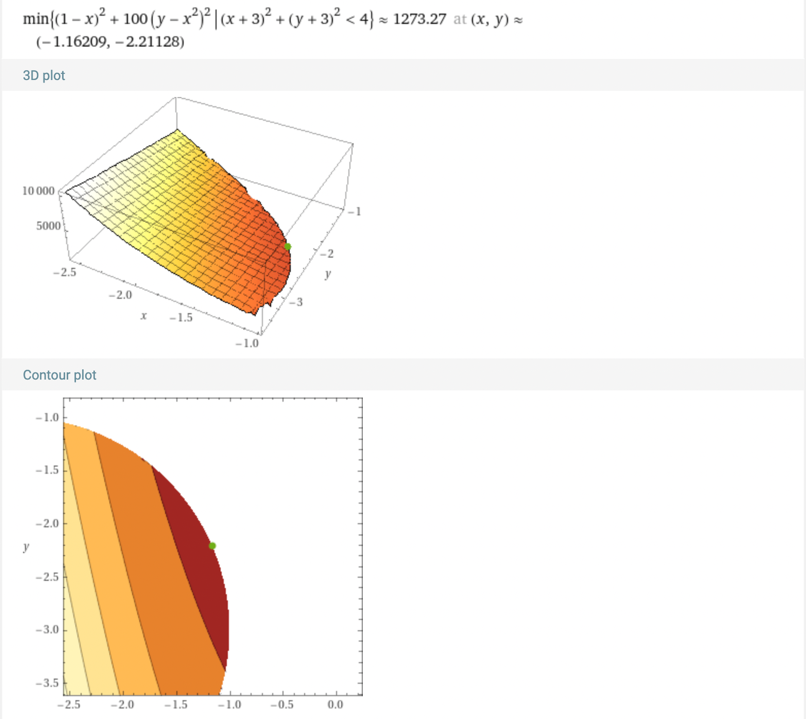 min{(1 − x)² + 100 (y − x²)² | (x + 3)² + (y + 3)² < 4} ≈ 1273.27 at (x, y) ≈
(−1.16209, −2.21128)
3D plot
10 000
5000
−2.5
−2.0
x
−1.5
−1.0
−1
−2
y
−3
Contour plot
−1.0
−1.5
−2.0
y
−2.5
−3.0
−3.5
−2.5 −2.0 −1.5 −1.0 −0.5 0.0